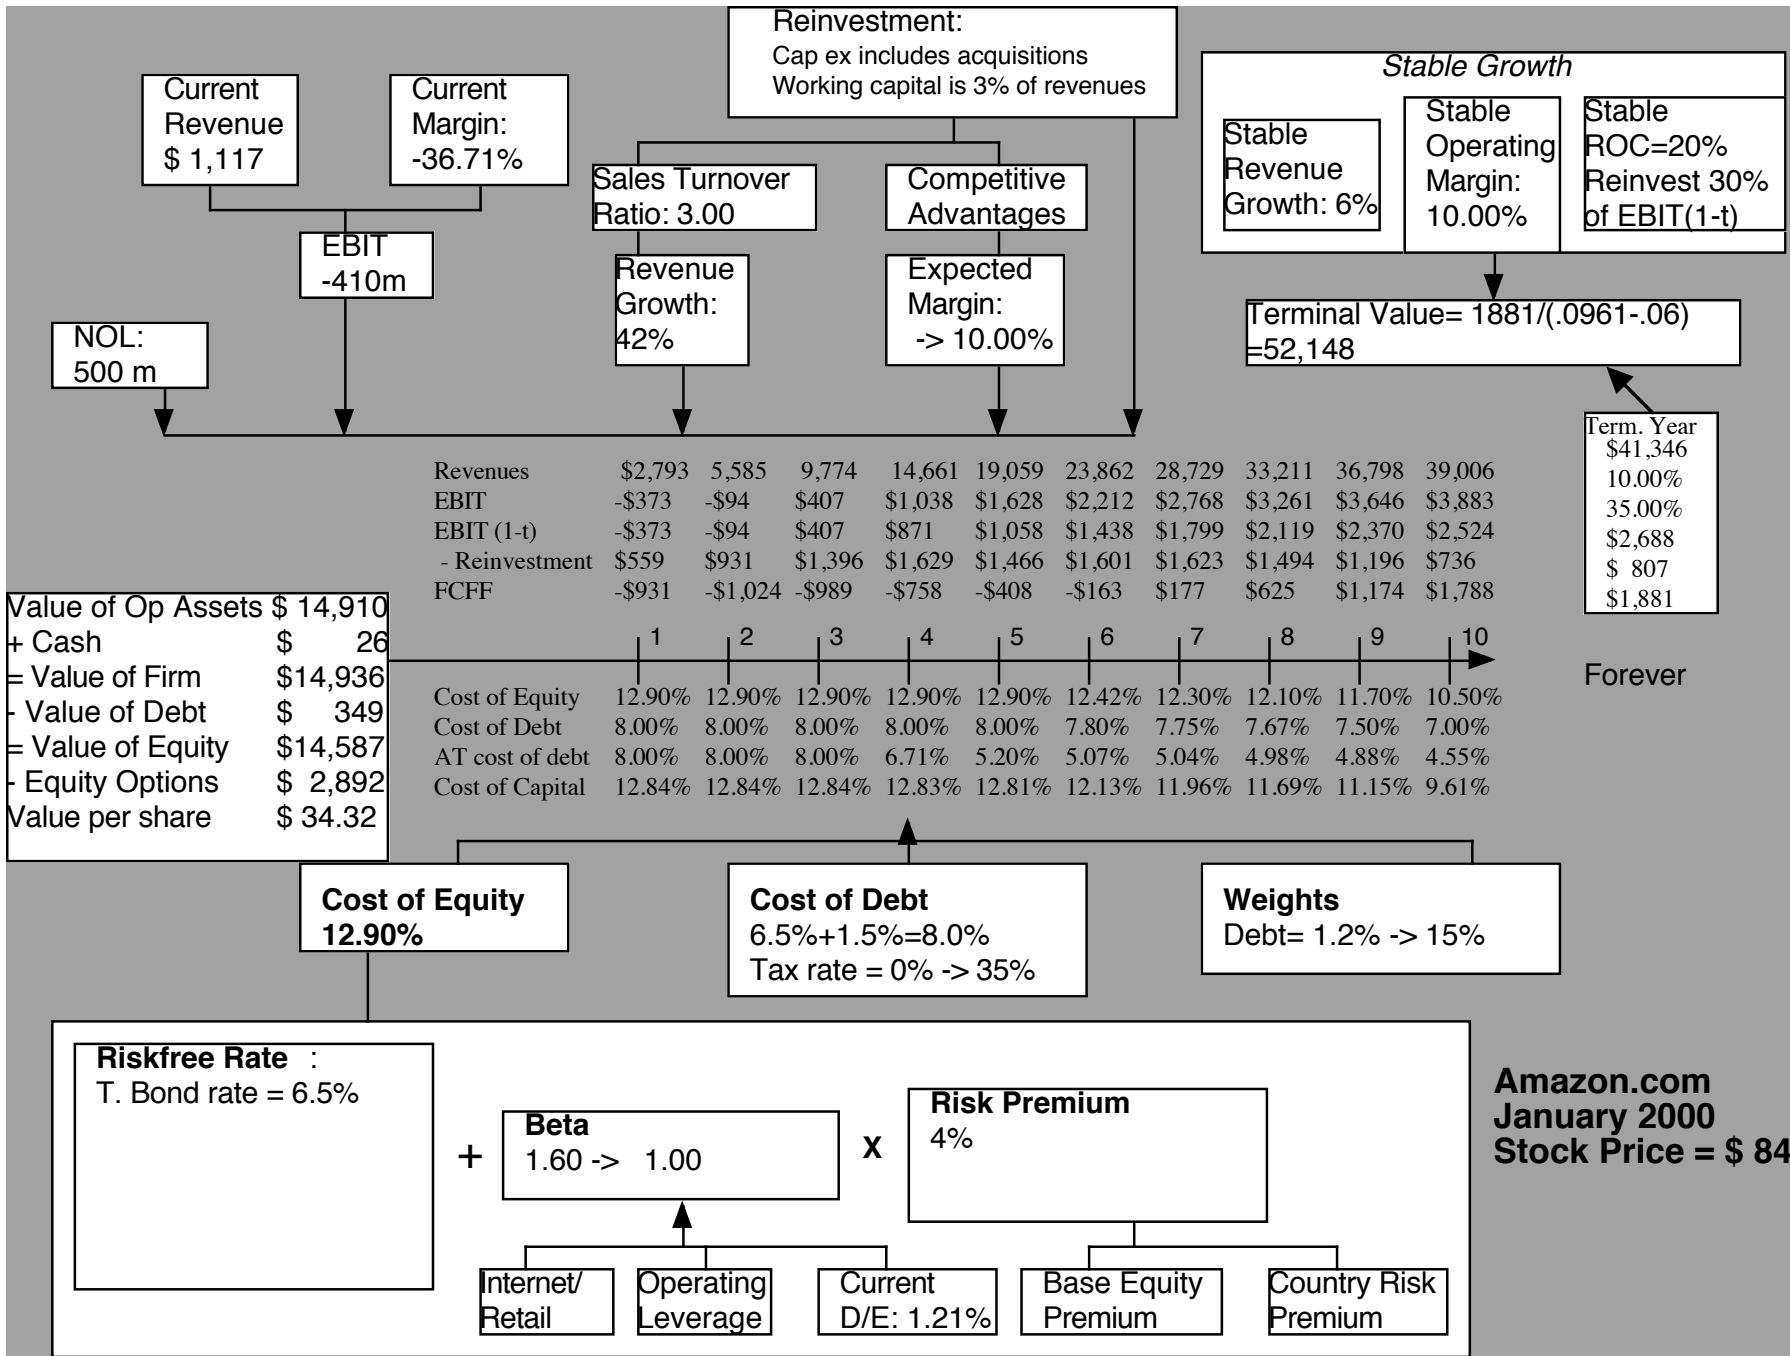 Reinvestment:
Cap ex includes acquisitions
Working capital is 3% of revenues
Current
Revenue
$ 1,117
Current
Margin:
-36.71%
EBIT
-410m
NOL:
500 m
Sales Turnover
Ratio: 3.00
Competitive
Advantages
Revenue
Growth:
42%
Expected
Margin:
-> 10.00%
Stable Growth
Stable
Revenue
Growth: 6%
Stable
Operating
Margin:
10.00%
Stable
ROC=20%
Reinvest 30%
of EBIT(1-t)
Terminal Value= 1881/(.0961-.06)
=52,148
Term. Year
$41,346
10.00%
35.00%
$2,688
$ 807
$1,881
Revenues $2,793 5,585 9,774 14,661 19,059 23,862 28,729 33,211 36,798 39,006
EBIT -$373 -$94 $407 $1,038 $1,628 $2,212 $2,768 $3,261 $3,646 $3,883
EBIT (1-t) -$373 -$94 $407 $871 $1,058 $1,438 $1,799 $2,119 $2,370 $2,524
- Reinvestment $559 $931 $1,396 $1,629 $1,466 $1,601 $1,623 $1,494 $1,196 $736
FCFF -$931 -$1,024 -$989 -$758 -$408 -$163 $177 $625 $1,174 $1,788
1 2 3 4 5 6 7 8 9 10
Forever
Cost of Equity 12.90% 12.90% 12.90% 12.90% 12.90% 12.42% 12.30% 12.10% 11.70% 10.50%
Cost of Debt 8.00% 8.00% 8.00% 8.00% 8.00% 7.80% 7.75% 7.67% 7.50% 7.00%
AT cost of debt 8.00% 8.00% 8.00% 6.71% 5.20% 5.07% 5.04% 4.98% 4.88% 4.55%
Cost of Capital 12.84% 12.84% 12.84% 12.83% 12.81% 12.13% 11.96% 11.69% 11.15% 9.61%
Value of Op Assets $ 14,910
+ Cash $ 26
= Value of Firm $14,936
- Value of Debt $ 349
= Value of Equity $14,587
- Equity Options $ 2,892
Value per share $ 34.32
Cost of Equity
12.90%
Cost of Debt
6.5%+1.5%=8.0%
Tax rate = 0% -> 35%
Weights
Debt= 1.2% -> 15%
Riskfree Rate :
T. Bond rate = 6.5%
+
Beta
1.60 -> 1.00
X
Risk Premium
4%
Internet/
Retail
Operating
Leverage
Current
D/E: 1.21%
Base Equity
Premium
Country Risk
Premium
Amazon.com
January 2000
Stock Price = $ 84